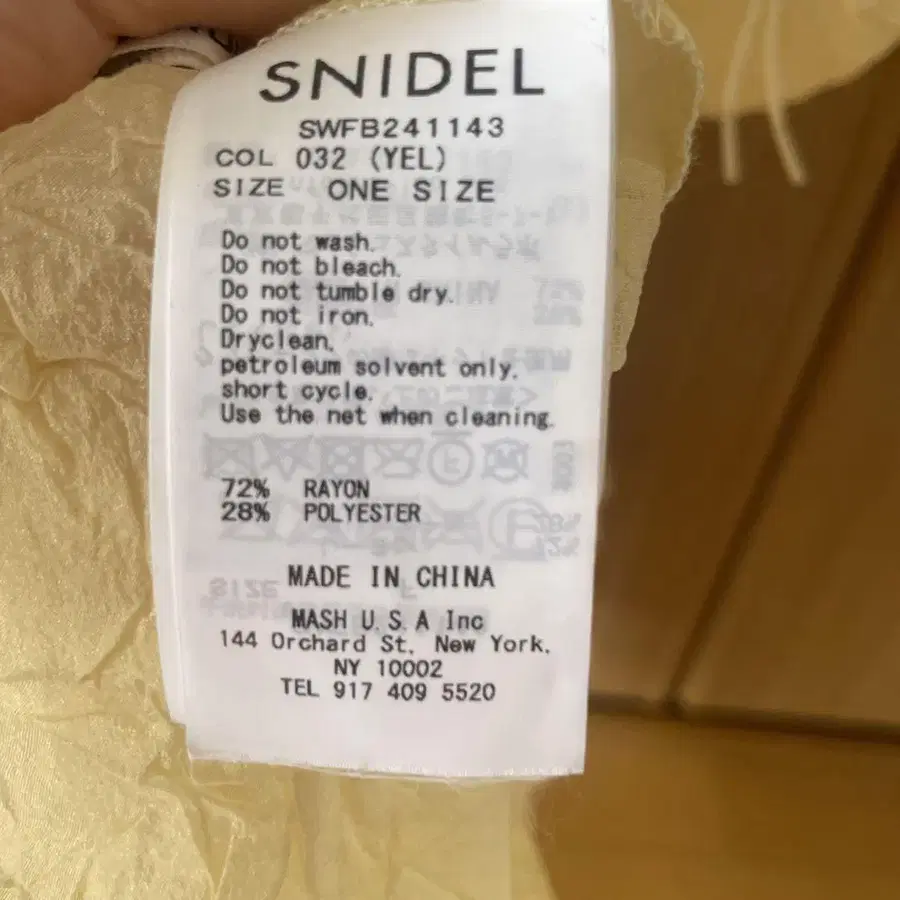 SNIDEL
SWFB241143
COL 032 (YEL)
SIZE ONE SIZE
Do not wash.
Do not bleach.
Do not tumble dry.
Do not iron.
Dryclean,
petroleum solvent only.
short cycle.
Use the net when cleaning.
72% RAYON
28% POLYESTER
MADE IN CHINA
MASH U.S.A Inc
144 Orchard St, New York,
NY 10002
TEL 917 409 5520